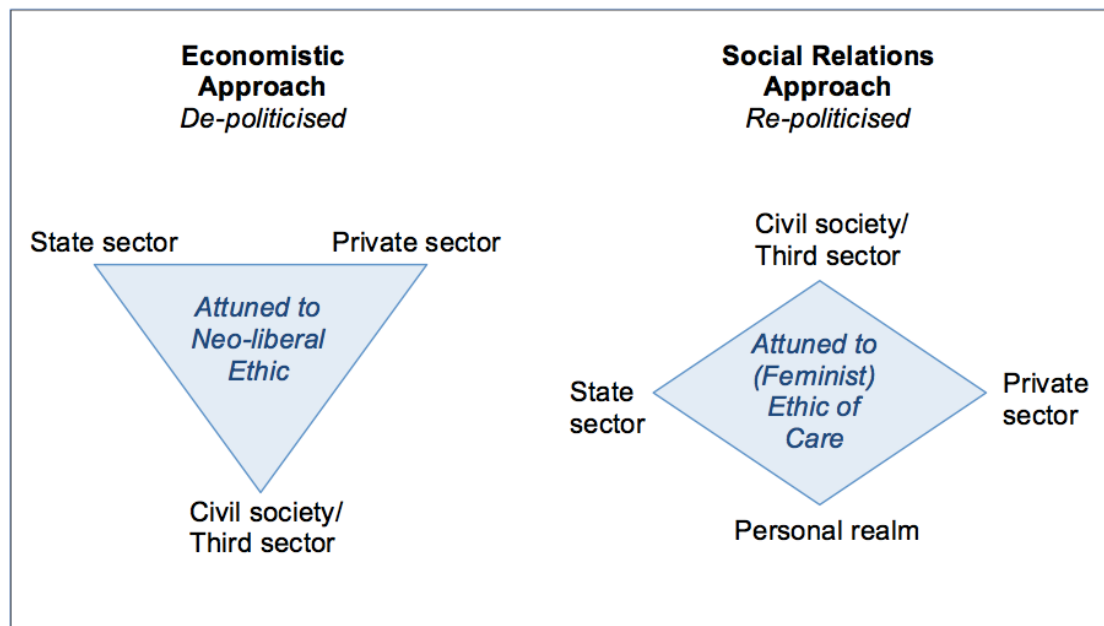 Economistic
Approach
De-politicised
State sector
Private sector
Attuned to
Neo-liberal
Ethic
Civil society/
Third sector
Social Relations
Approach
Re-politicised
Civil society/
Third sector
State
sector
Attuned to
(Feminist)
Ethic of
Care
Private
sector
Personal realm